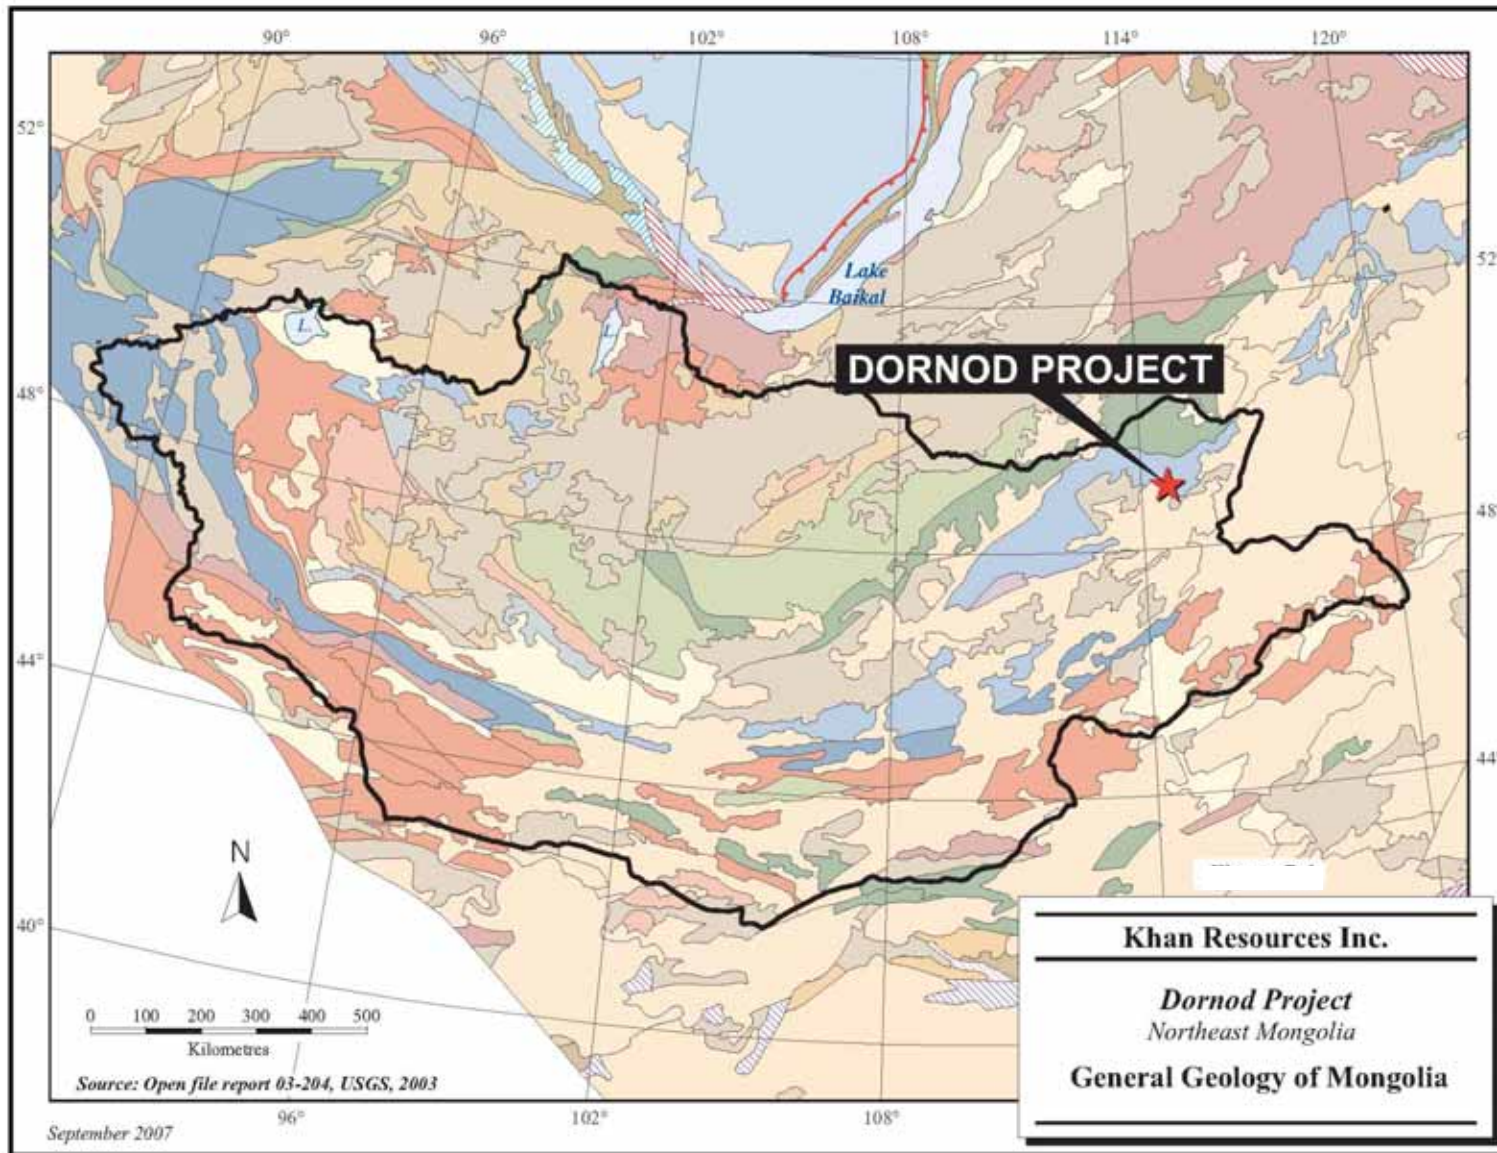 90° 96° 102° 108° 114° 120°
52°
52
Lake
Baikal
L.
L.
DORNOD PROJECT
48°
48
44°
44
N
40°
0 100 200 300 400 500
Kilometres
Source: Open file report 03-204, USGS, 2003
Khan Resources Inc.
Dornod Project
Northeast Mongolia
General Geology of Mongolia
96° 102° 108°
September 2007